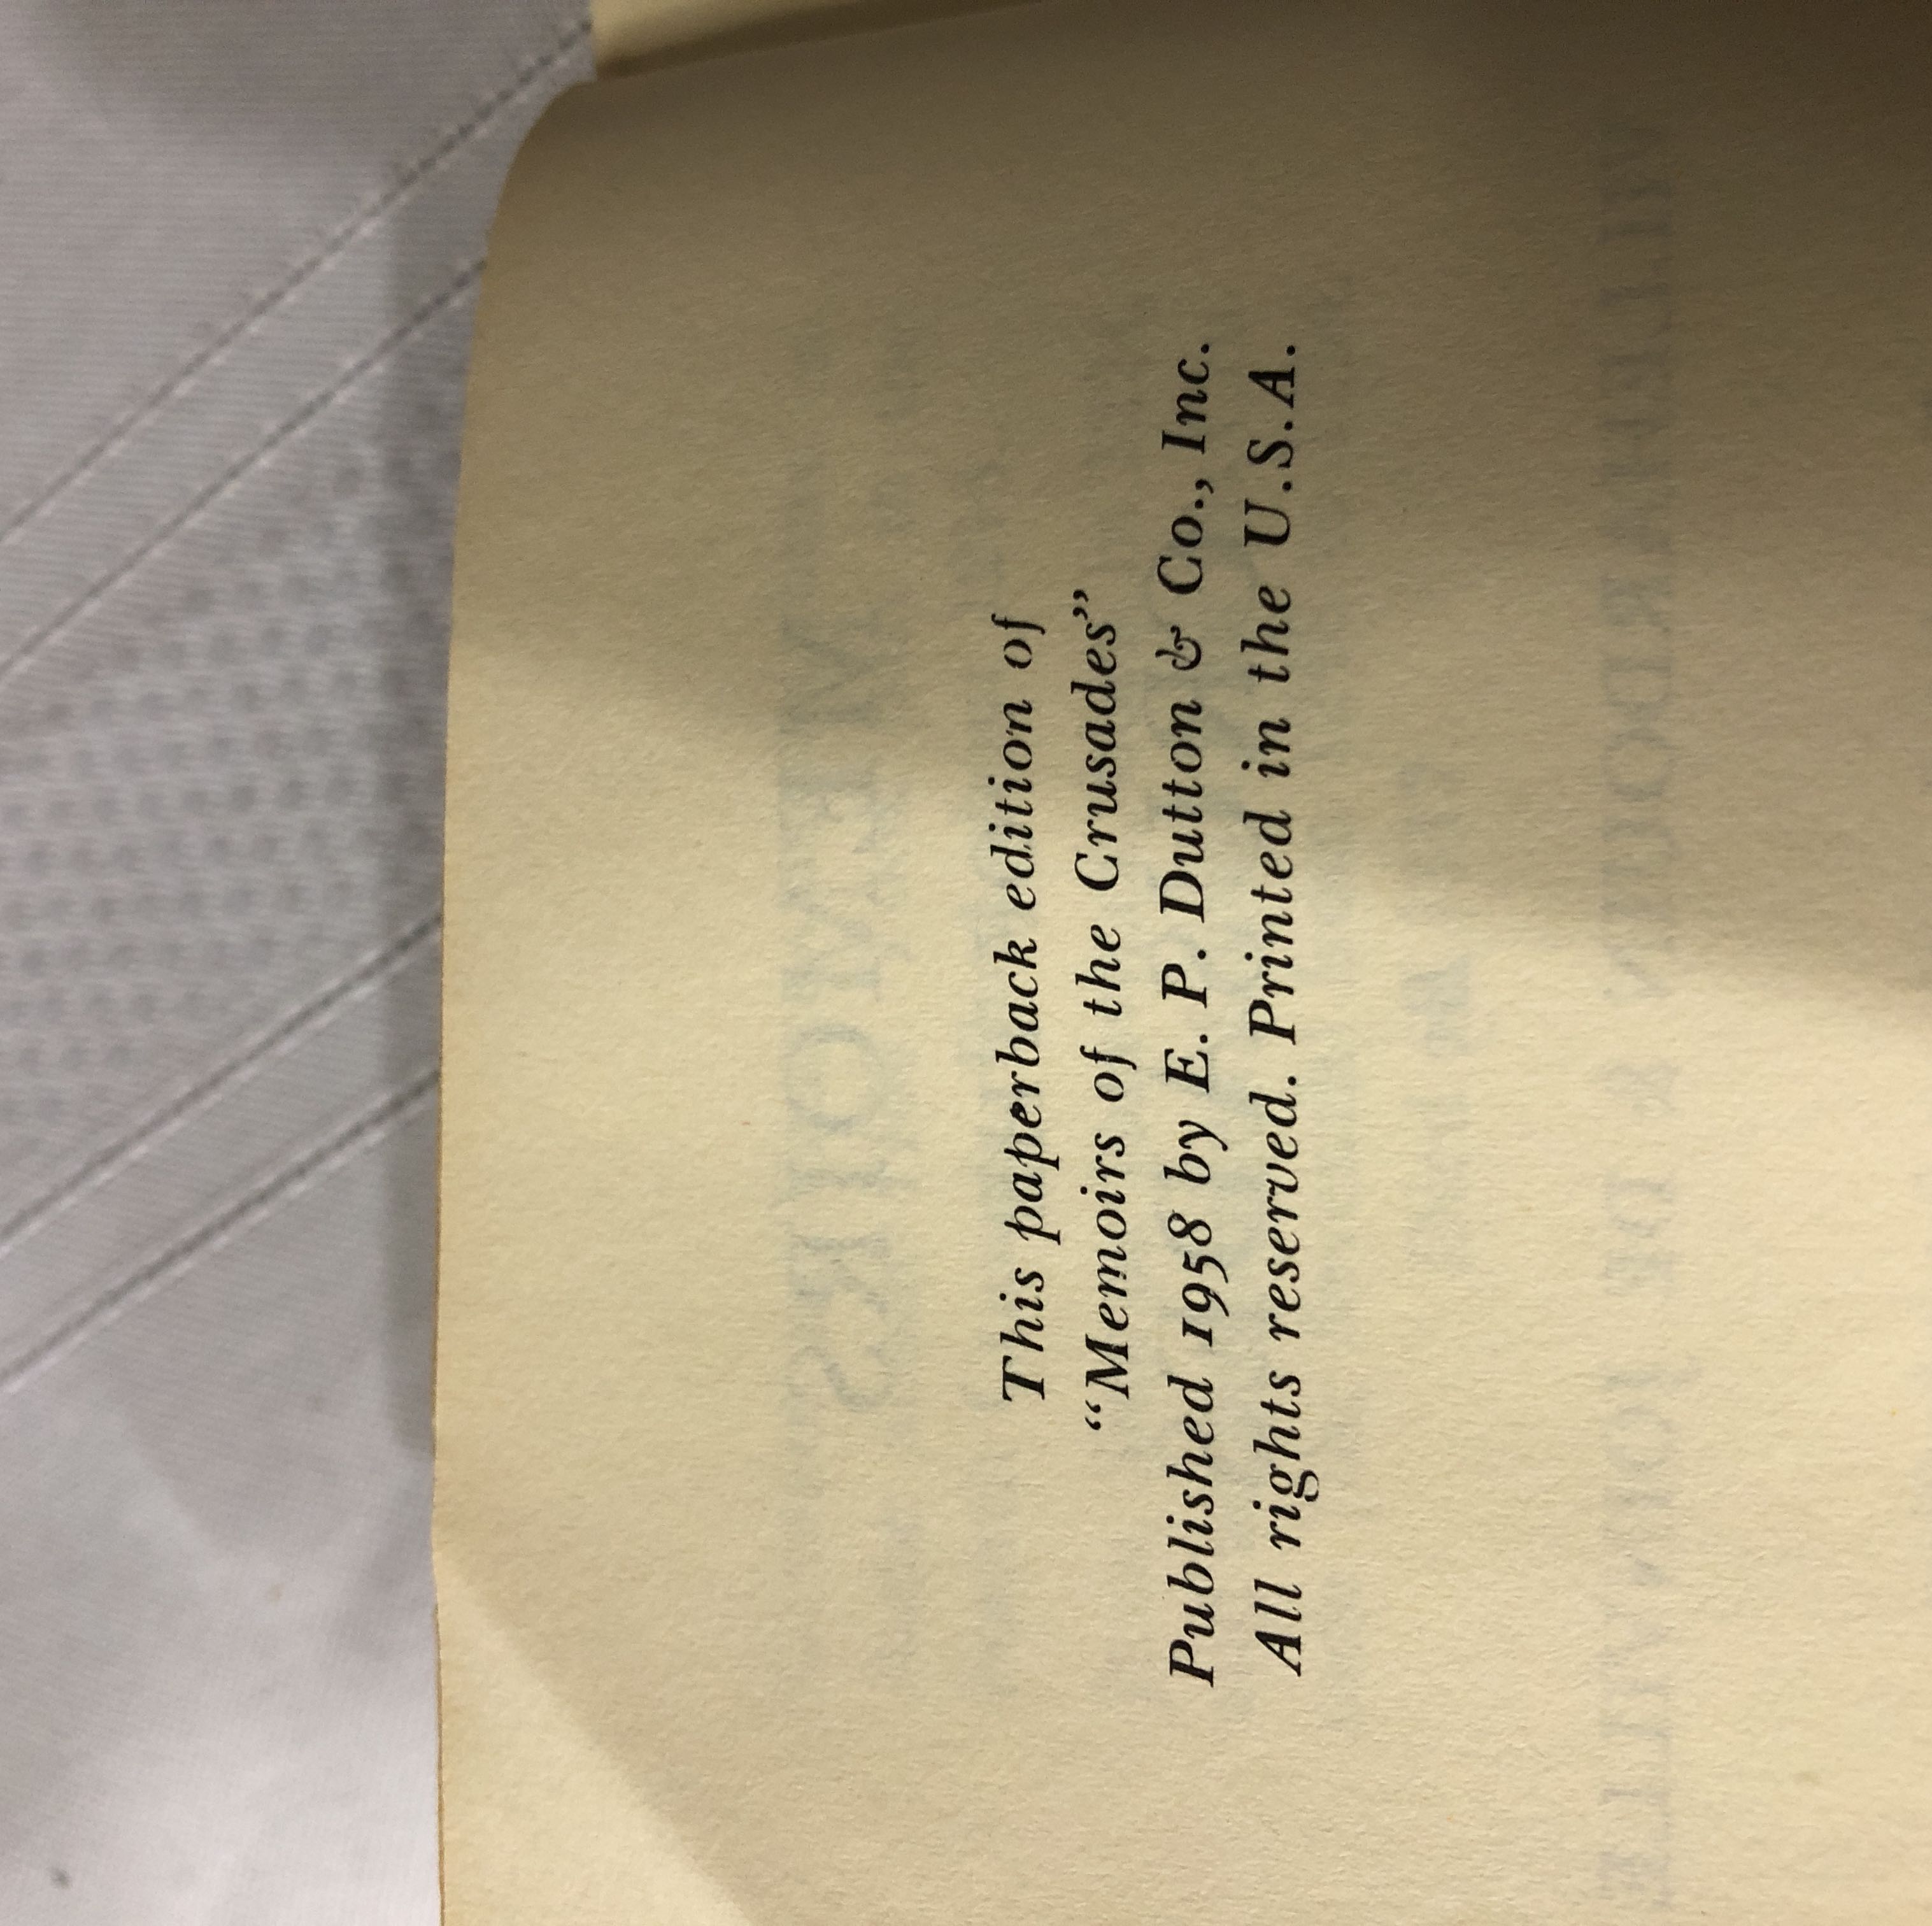 This paperback edition of
“Memoirs of the Crusades”
Published 1958 by E. P. Dutton & Co., Inc.
All rights reserved. Printed in the U.S.A.